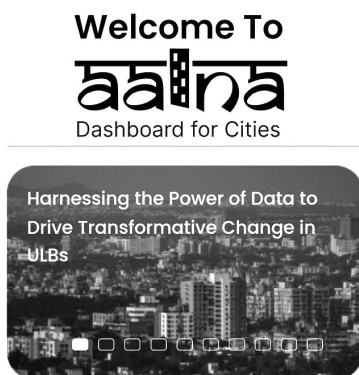 Welcome To
aaina
Dashboard for Cities
Harnessing the Power of Data to
Drive Transformative Change in
ULBs